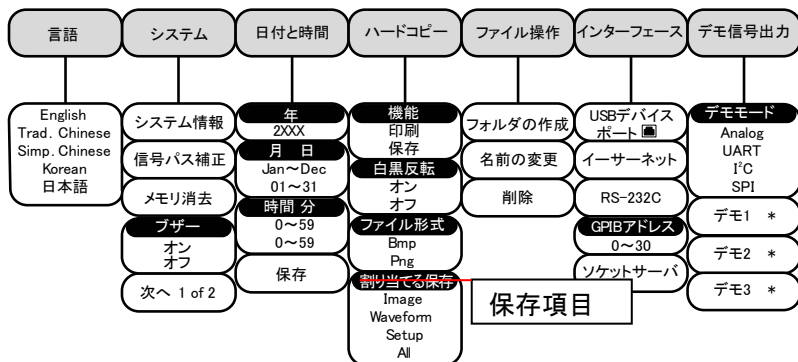 言語
システム
日付と時間
ハードコピー
ファイル操作
インターフェース
デモ信号出力
English
Trad. Chinese
Simp. Chinese
Korean
日本語
システム情報
信号パス補正
メモリ消去
ブザー
オン
オフ
次へ 1 of 2
年
2XXX
月 日
Jan～Dec
01～31
時間 分
0～59
0～59
保存
機能
印刷
保存
白黒反転
オン
オフ
ファイル形式
Bmp
Png
割り当てる保存
Image
Waveform
Setup
All
保存項目
フォルダの作成
名前の変更
削除
USBデバイス
ポート
イーサーネット
RS-232C
GPIBアドレス
0～30
ソケットサーバ
デモモード
Analog
UART
I²C
SPI
デモ1 *
デモ2 *
デモ3 *